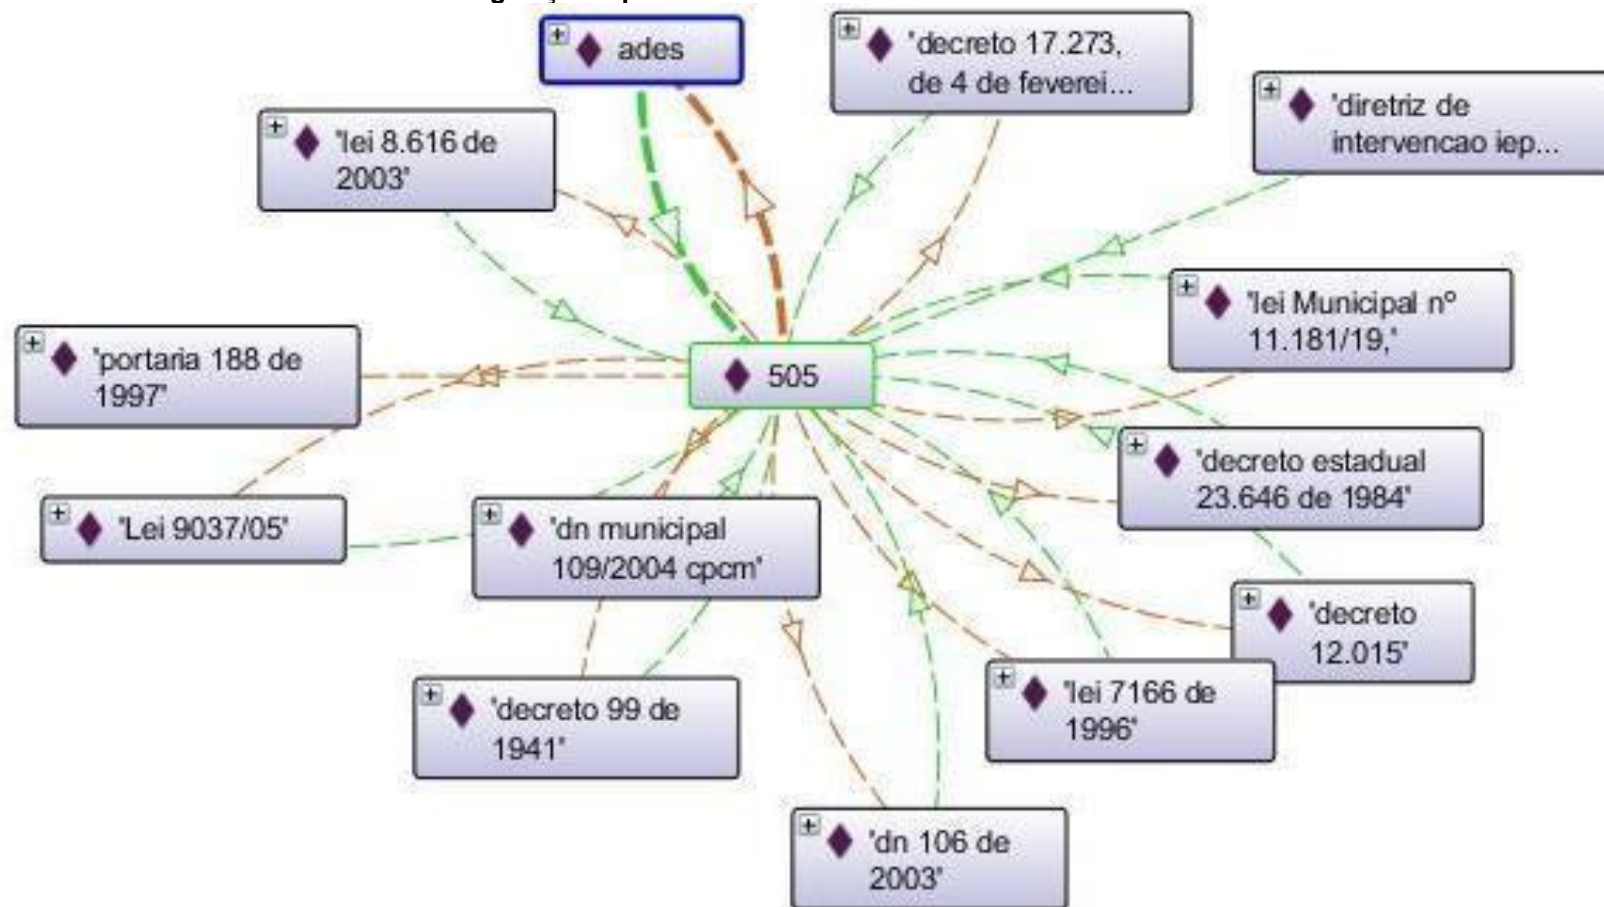 ades
'decreto 17.273,
de 4 de feverei...
'diretriz de
intervencao iep...
'lei 8.616 de
2003'
'lei Municipal nº
11.181/19,'
'portaria 188 de
1997'
505
'decreto estadual
23.646 de 1984'
'Lei 9037/05'
'dn municipal
109/2004 cpcm'
'decreto
12.015'
'decreto 99 de
1941'
'lei 7166 de
1996'
'dn 106 de
2003'